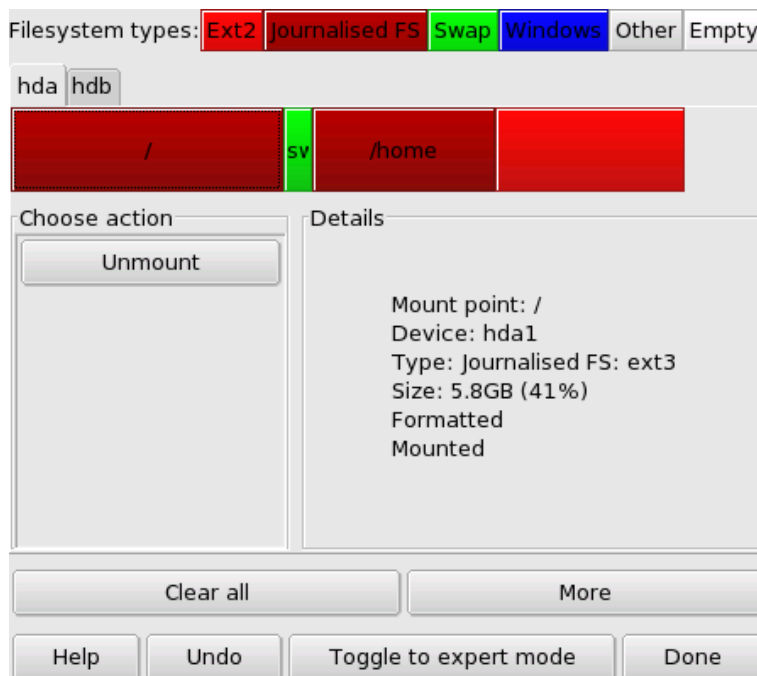 Filesystem types: Ext2 Journalised FS Swap Windows Other Empty
hda hdb
/ sw /home
Choose action Details
Unmount
Mount point: /
Device: hda1
Type: Journalised FS: ext3
Size: 5.8GB (41%)
Formatted
Mounted
Clear all More
Help Undo Toggle to expert mode Done